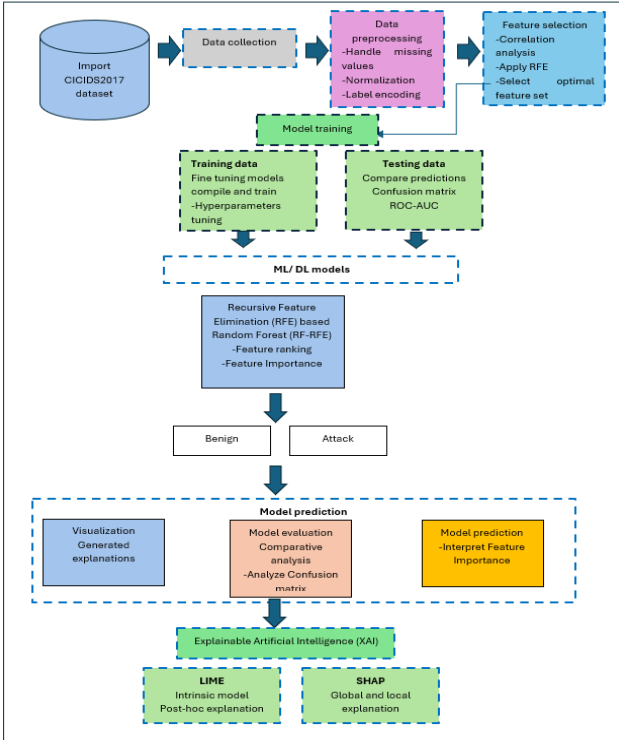 Import
CICIDS2017
dataset
Data collection
Data
preprocessing
-Handle missing
values
-Normalization
-Label encoding
Feature selection
-Correlation
analysis
-Apply RFE
-Select optimal
feature set
Model training
Training data
Fine tuning models
compile and train
-Hyperparameters
tuning
Testing data
Compare predictions
Confusion matrix
ROC-AUC
ML/ DL models
Recursive Feature
Elimination (RFE) based
Random Forest (RF-RFE)
-Feature ranking
-Feature Importance
Benign
Attack
Model prediction
Visualization
Generated
explanations
Model evaluation
Comparative
analysis
-Analyze Confusion
matrix
Model prediction
-Interpret Feature
Importance
Explainable Artificial Intelligence (XAI)
LIME
Intrinsic model
Post-hoc explanation
SHAP
Global and local
explanation